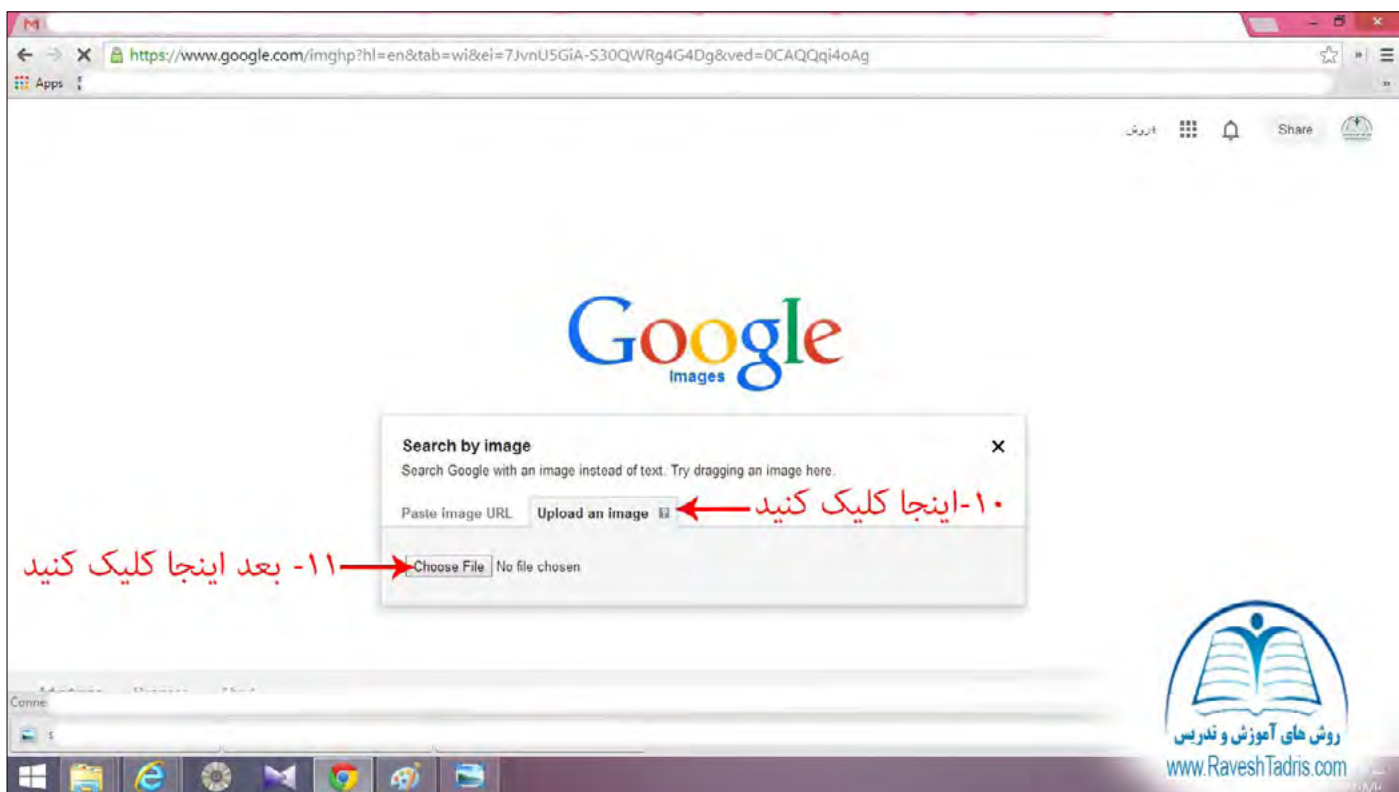 https://www.google.com/imghp?hl=en&tab=wi&ei=7JvnU5GiA-S30QWRg4G4Dg&ved=0CAQQqi4oAg
Apps
Share
Google
Images
Search by image
Search Google with an image instead of text. Try dragging an image here.
Paste image URL Upload an image
۱۰-اینجا کلیک کنید
Choose File No file chosen
۱۱- بعد اینجا کلیک کنید
Conne
روش های آموزش و تدریس
www.RaveshTadris.com